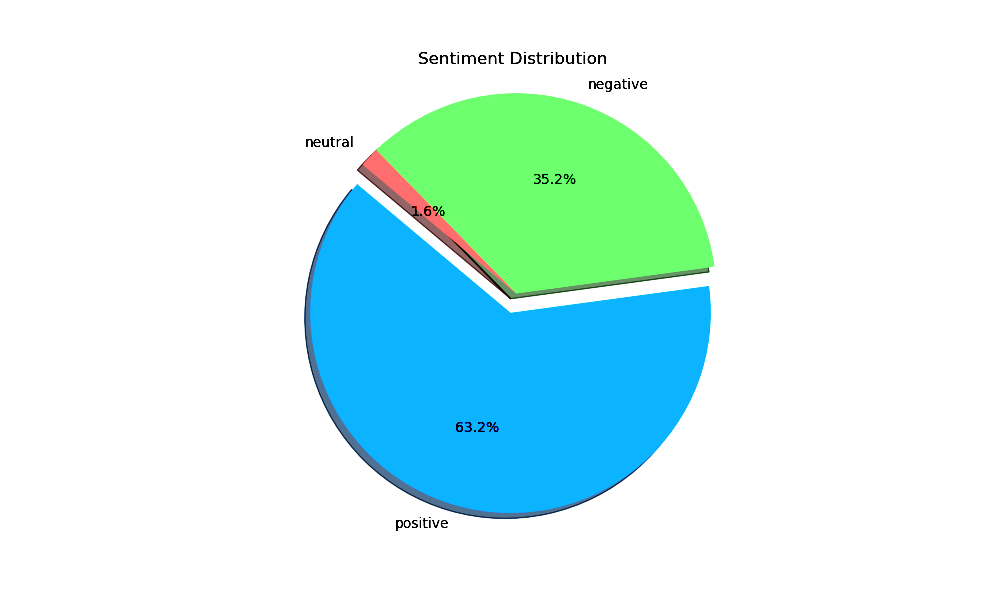 Sentiment Distribution
negative
neutral
35.2%
1.6%
63.2%
positive